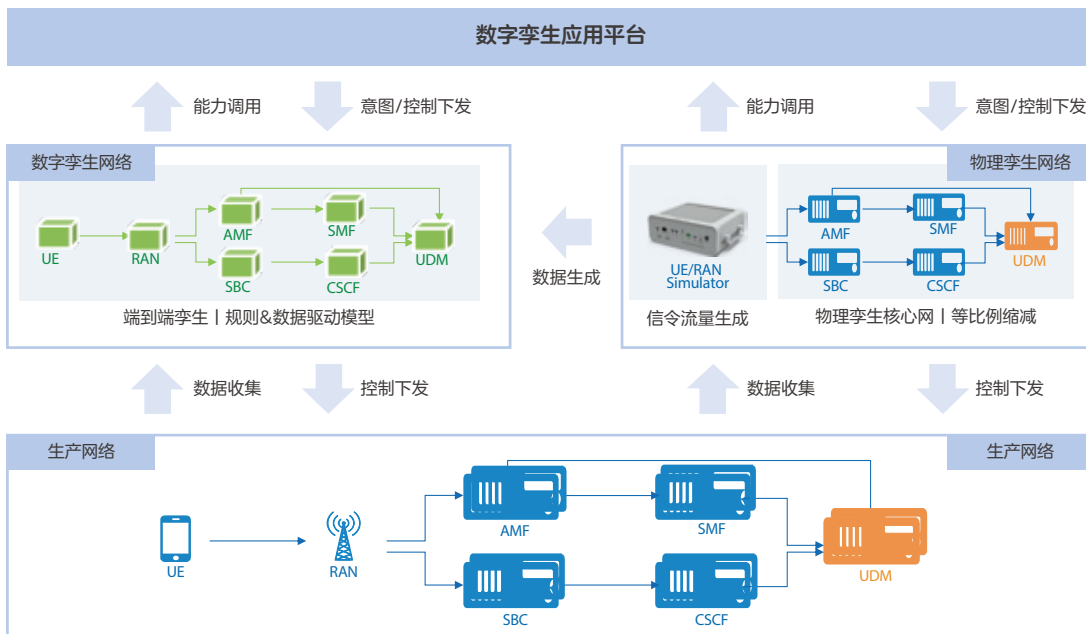 数字孪生应用平台
能力调用
意图/控制下发
能力调用
意图/控制下发
数字孪生网络
UE
RAN
AMF
SMF
SBC
CSCF
UDM
端到端孪生丨规则&数据驱动模型
数据生成
物理孪生网络
UE/RAN
Simulator
AMF
SMF
SBC
CSCF
UDM
信令流量生成
物理孪生核心网丨等比例缩减
数据收集
控制下发
数据收集
控制下发
生产网络
生产网络
UE
RAN
AMF
SMF
SBC
CSCF
UDM